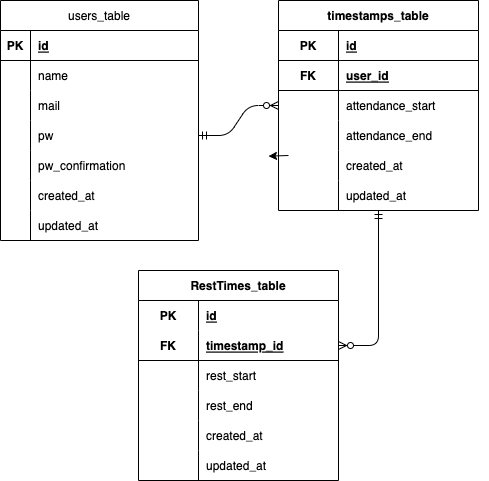 users_table
PK id
name
mail
pw
pw_confirmation
created_at
updated_at
timestamps_table
PK id
FK user_id
attendance_start
attendance_end
created_at
updated_at
RestTimes_table
PK id
FK timestamp_id
rest_start
rest_end
created_at
updated_at